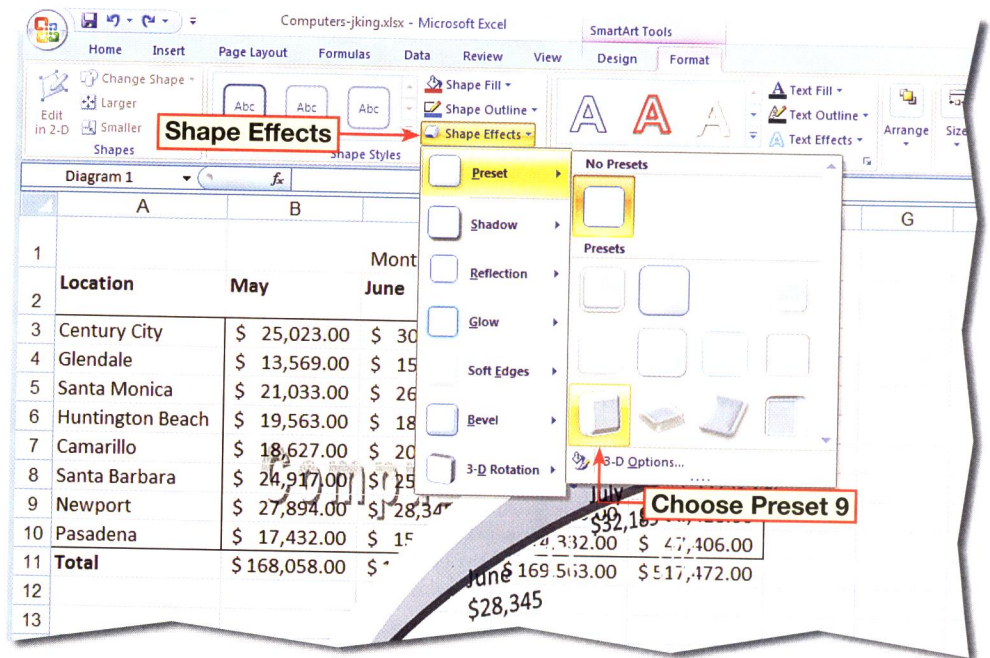 Computers-jking.xlsx - Microsoft Excel
SmartArt Tools
Home Insert Page Layout Formulas Data Review View Design Format
Edit in 2-D
Change Shape
Larger
Smaller
Shapes
Abc Abc Abc
Shape Fill
Shape Outline
Shape Effects
Shape Styles
A A A
Text Fill
Text Outline
Text Effects
Arrange
Size
Shape Effects
Diagram 1
fx
Preset
Shadow
Reflection
Glow
Soft Edges
Bevel
3-D Rotation
No Presets
Presets
3-D Options...
Choose Preset 9
A B G
1 Mont
2 Location May June
3 Century City $ 25,023.00 $ 30
4 Glendale $ 13,569.00 $ 15
5 Santa Monica $ 21,033.00 $ 26
6 Huntington Beach $ 19,563.00 $ 18
7 Camarillo $ 18,627.00 $ 20
8 Santa Barbara $ 24,917.00 $ 25
9 Newport $ 27,894.00 $ 28,34
10 Pasadena $ 17,432.00 $ 15 $ 47,406.00
11 Total $ 168,058.00 $ $ 169,563.00 $ 517,472.00
12
13
Comp
July
June
$28,345